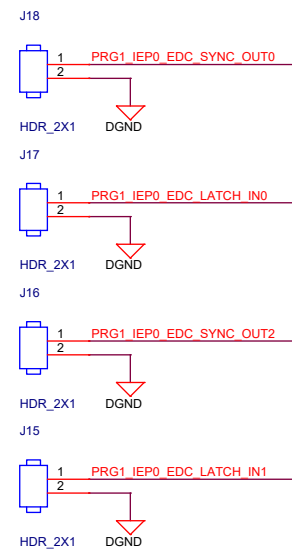 J18
1 PRG1_IEP0_EDC_SYNC_OUT0
2
HDR_2X1 DGND
J17
1 PRG1_IEP0_EDC_LATCH_IN0
2
HDR_2X1 DGND
J16
1 PRG1_IEP0_EDC_SYNC_OUT2
2
HDR_2X1 DGND
J15
1 PRG1_IEP0_EDC_LATCH_IN1
2
HDR_2X1 DGND